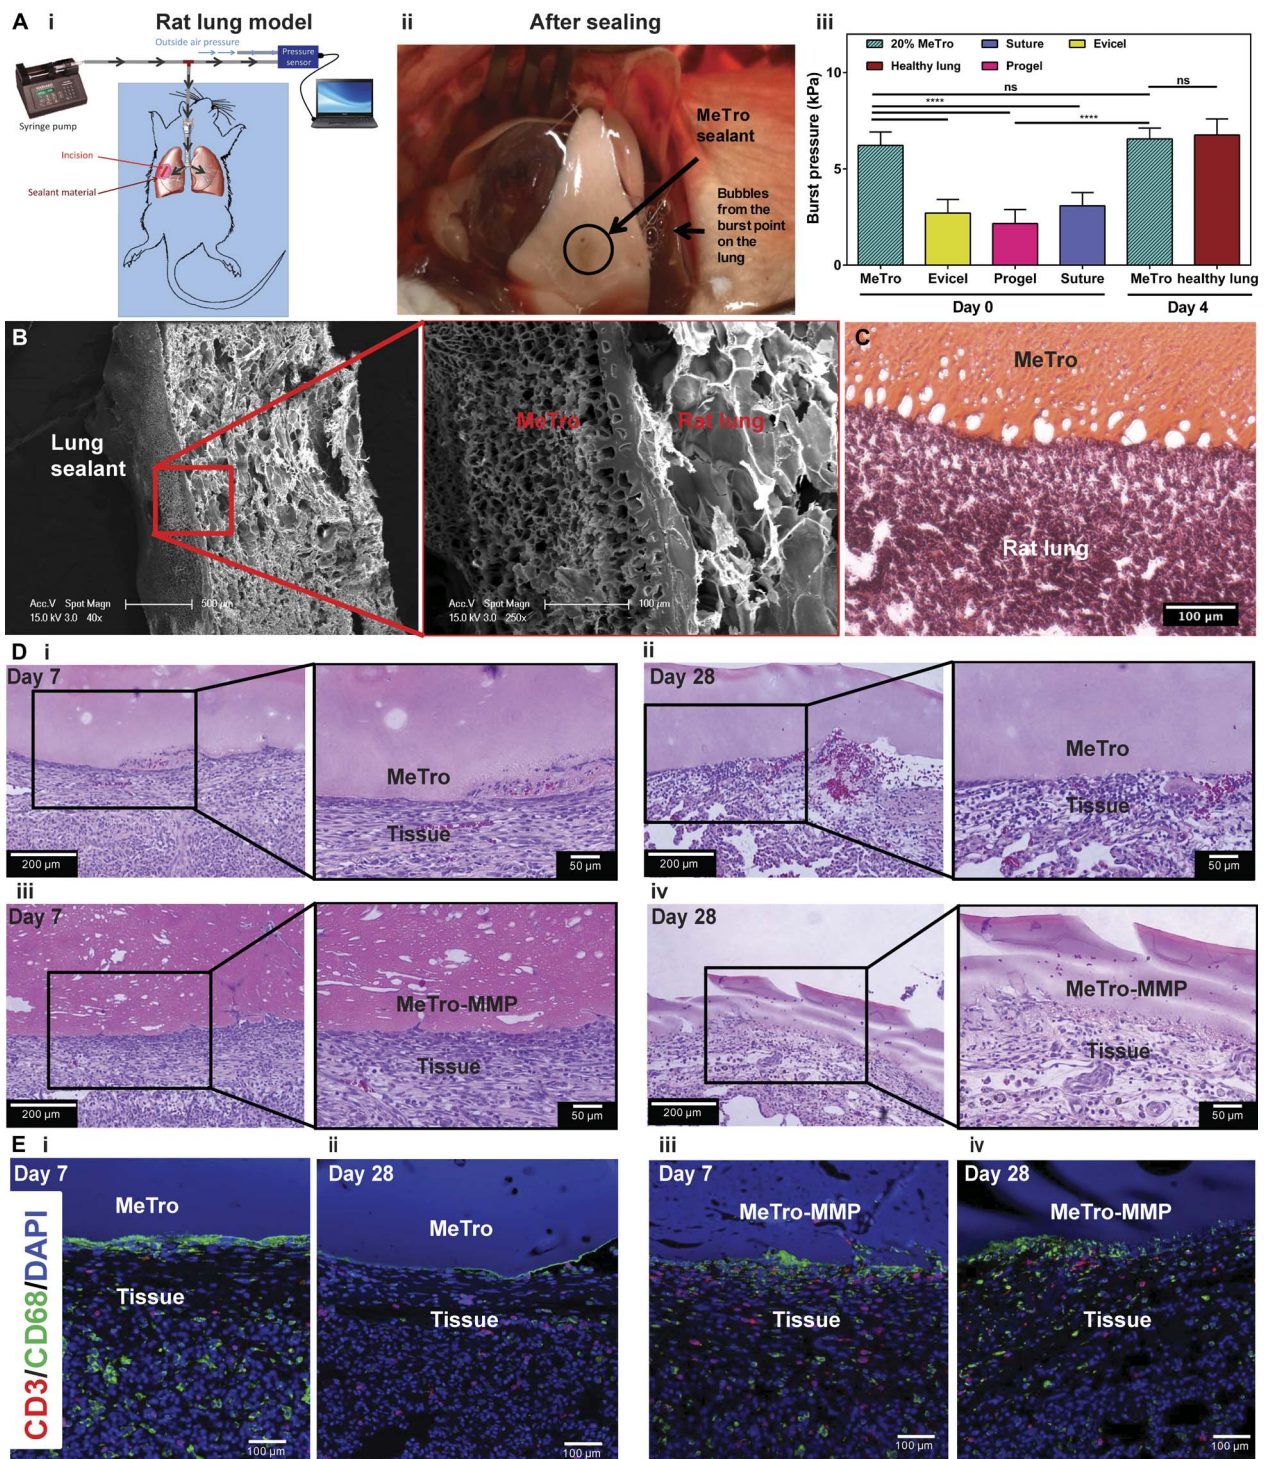 A i Rat lung model
Outside air pressure
Pressure
sensor
Syringe pump
Incision
Sealant material
ii After sealing
MeTro
sealant
Bubbles
from the
burst point
on the
lung
iii
20% MeTro Suture Evicel
Healthy lung Progel
Burst pressure (kPa)
10
5
0
ns
ns
****
****
MeTro Evicel Progel Suture MeTro healthy lung
Day 0 Day 4
B
Lung
sealant
Acc.V Spot Magn 500 µm
15.0 kV 3.0 40x
MeTro Rat lung
Acc.V Spot Magn 100 µm
15.0 kV 3.0 250x
C
MeTro
Rat lung
100 µm
D i
Day 7
MeTro
Tissue
200 µm
50 µm
ii
Day 28
MeTro
Tissue
200 µm
50 µm
iii
Day 7
MeTro-MMP
Tissue
200 µm
50 µm
iv
Day 28
MeTro-MMP
Tissue
200 µm
50 µm
E i
Day 7
CD3/CD68/DAPI
MeTro
Tissue
100 µm
ii
Day 28
MeTro
Tissue
100 µm
iii
Day 7
MeTro-MMP
Tissue
100 µm
iv
Day 28
MeTro-MMP
Tissue
100 µm